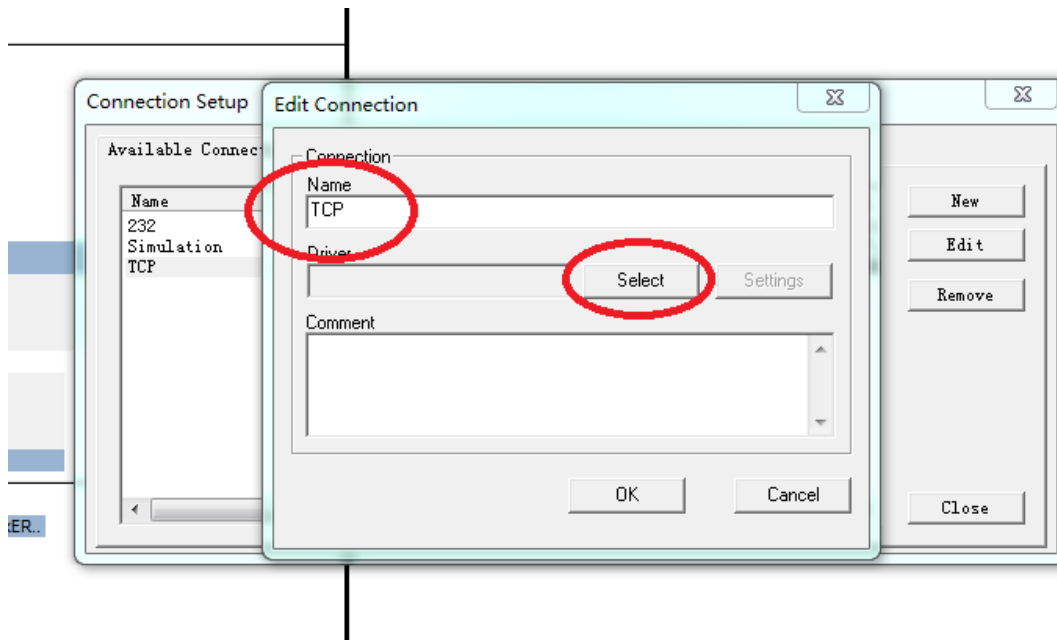 Connection Setup
Edit Connection
Available Connec
Name
232
Simulation
TCP
Connection
Name
TCP
Driver
Select
Settings
Comment
OK
Cancel
New
Edit
Remove
Close
ER..